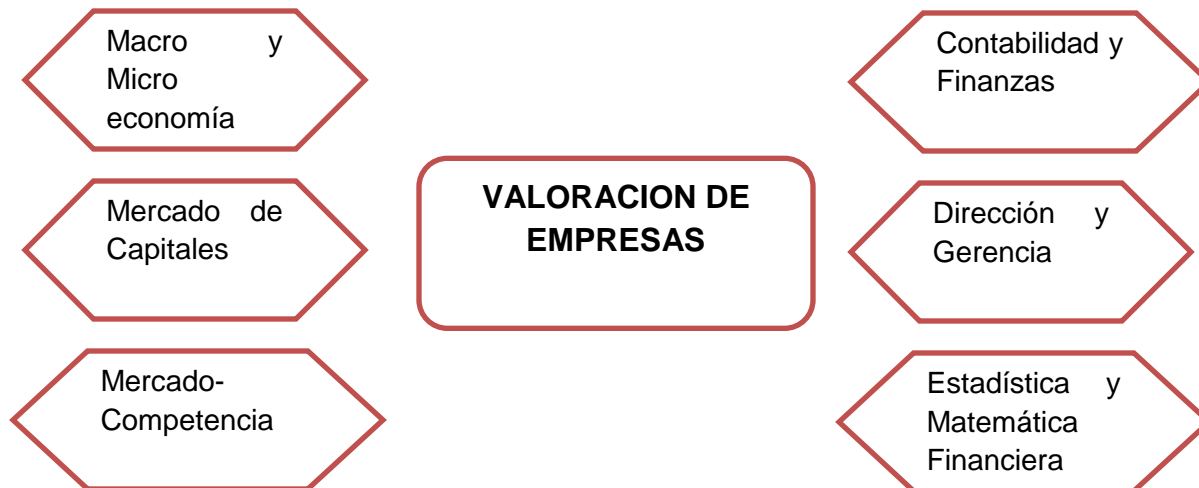 Macro y
Micro
economía
Mercado de
Capitales
Mercado-
Competencia
VALORACION DE
EMPRESAS
Contabilidad y
Finanzas
Dirección y
Gerencia
Estadística y
Matemática
Financiera